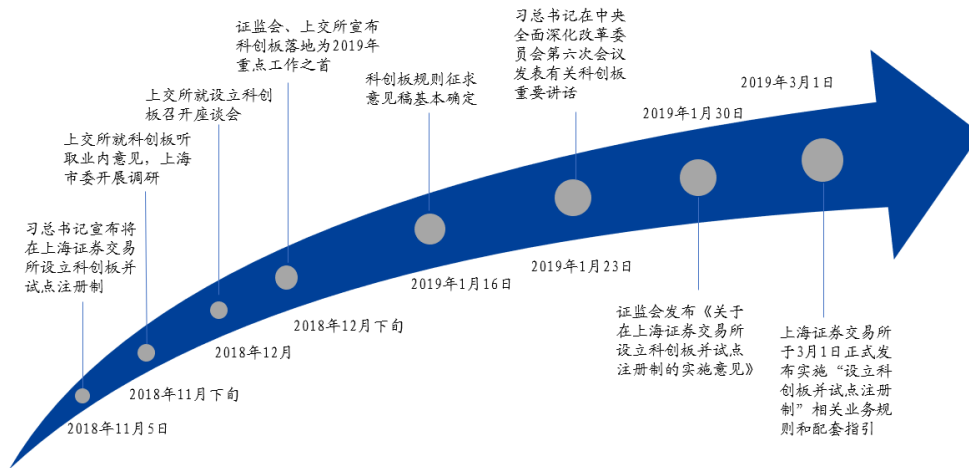 习总书记宣布将
在上海证券交易
所设立科创板并
试点注册制
2018年11月5日
上交所就科创板听
取业内意见，上海
市委开展调研
2018年11月下旬
上交所就设立科创
板召开座谈会
2018年12月
证监会、上交所宣布
科创板落地为2019年
重点工作之首
2018年12月下旬
科创板规则征求
意见稿基本确定
2019年1月16日
习总书记在中央
全面深化改革委
员会第六次会议
发表有关科创板
重要讲话
2019年1月23日
2019年1月30日
证监会发布《关于
在上海证券交易所
设立科创板并试点
注册制的实施意见》
2019年3月1日
上海证券交易所
于3月1日正式发
布实施“设立科
创板并试点注册
制”相关业务规
则和配套指引